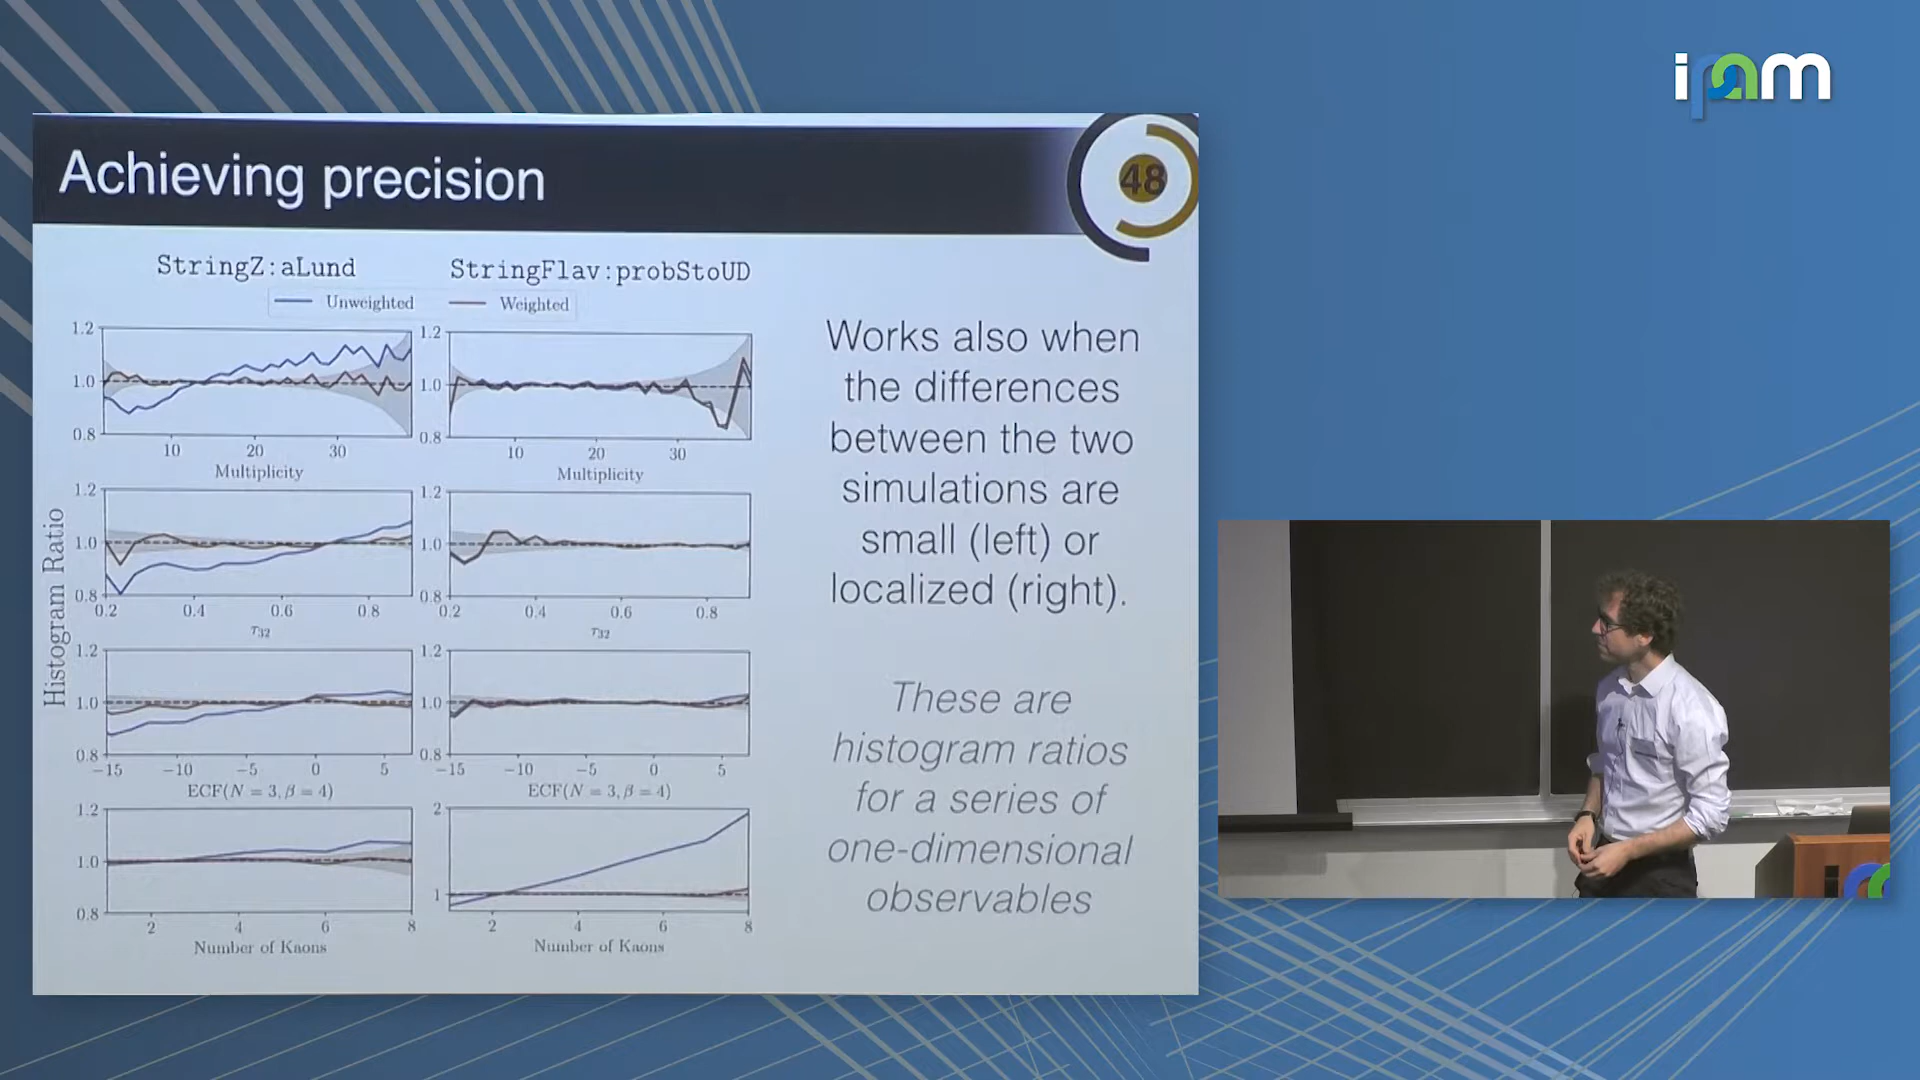 ipam
Achieving precision
48
StringZ:aLund
StringFlav:probStoUD
Unweighted
Weighted
1.2
1.0
0.8
10
20
30
Multiplicity
1.2
1.0
0.8
10
20
30
Multiplicity
Histogram Ratio
1.2
1.0
0.8
0.2
0.4
0.6
0.8
τ32
1.2
1.0
0.8
0.2
0.4
0.6
0.8
τ32
1.2
1.0
0.8
−15
−10
−5
0
5
ECF(N = 3, β = 4)
1.2
1.0
0.8
−15
−10
−5
0
5
ECF(N = 3, β = 4)
1.2
1.0
0.8
2
4
6
8
Number of Kaons
2
1
2
4
6
8
Number of Kaons
Works also when
the differences
between the two
simulations are
small (left) or
localized (right).
These are
histogram ratios
for a series of
one-dimensional
observables